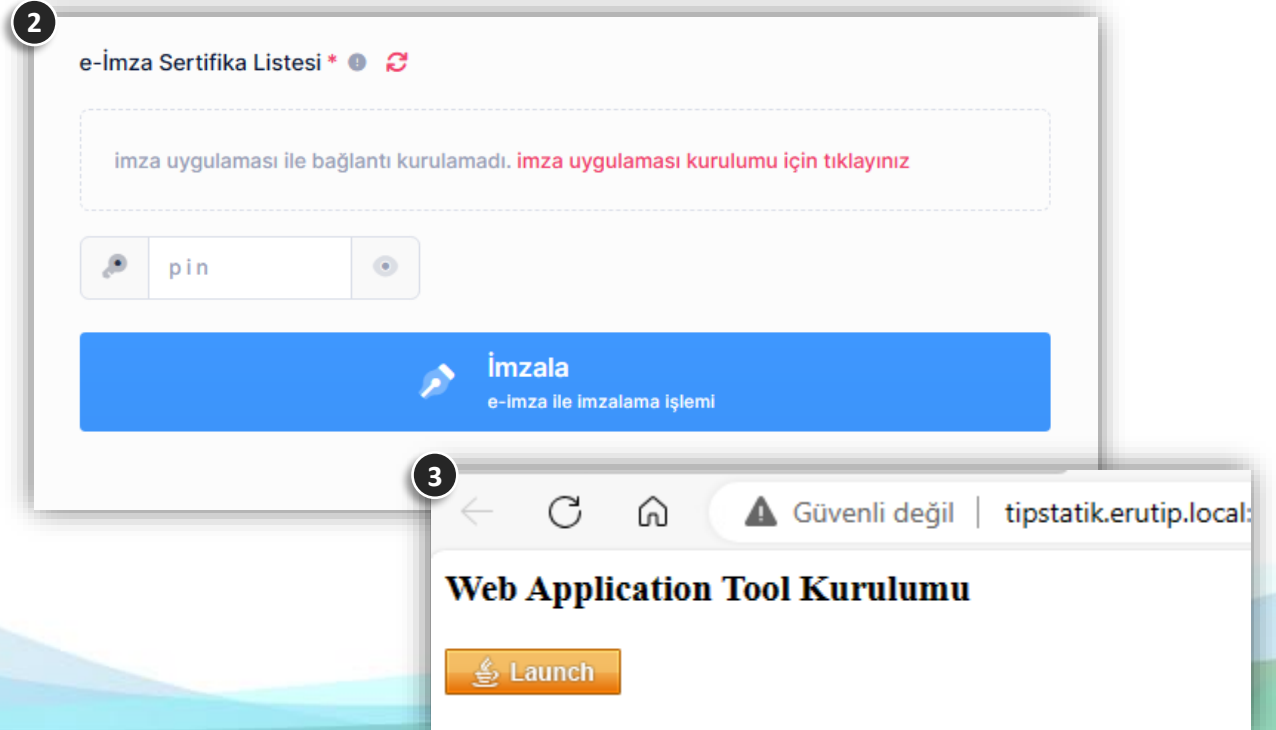 2
e-İmza Sertifika Listesi *
imza uygulaması ile bağlantı kurulamadı. imza uygulaması kurulumu için tıklayınız
pin
İmzala
e-imza ile imzalama işlemi
3
Güvenli değil | tipstatik.erutip.local:
Web Application Tool Kurulumu
Launch